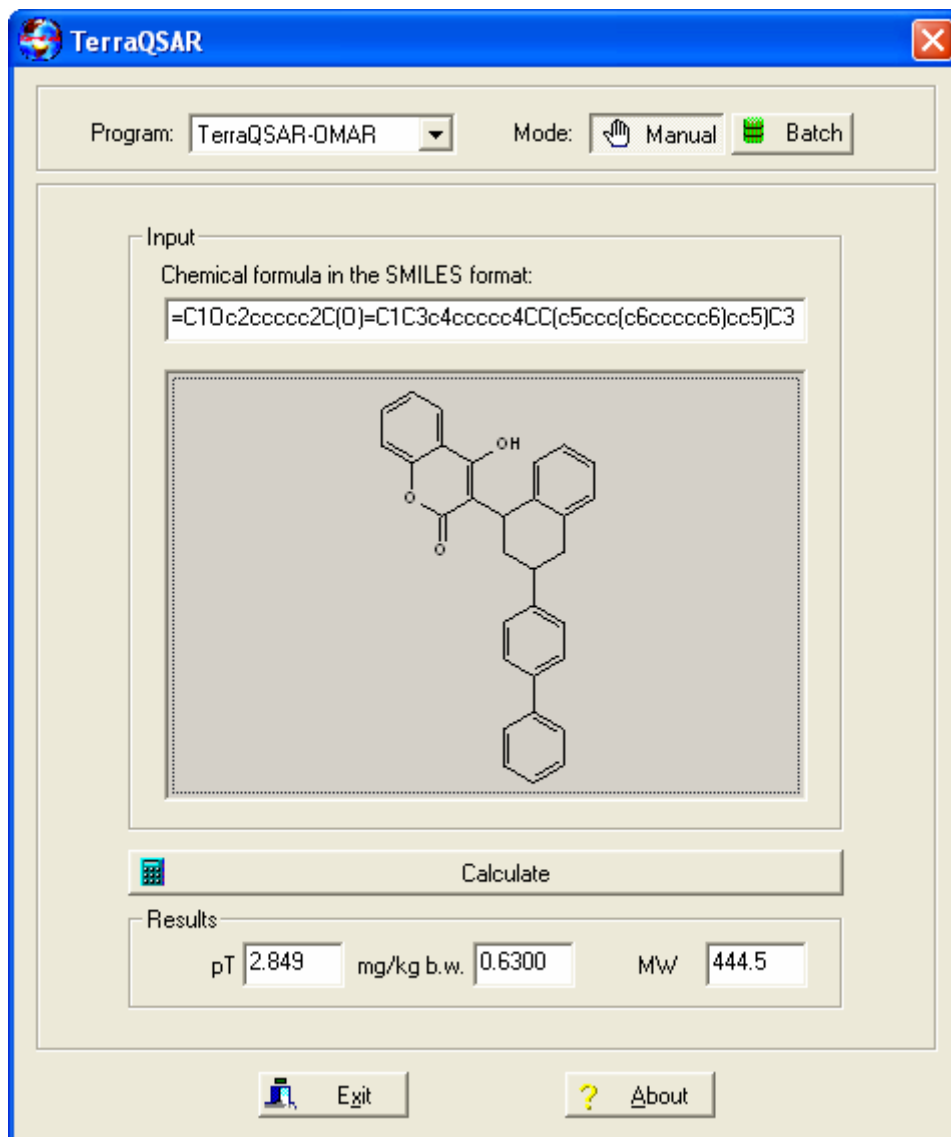 TerraQSAR
Program: TerraQSAR-OMAR Mode: Manual Batch
Input
Chemical formula in the SMILES format:
=C1Oc2ccccc2C(O)=C1C3c4ccccc4CC(c5ccc(c6ccccc6)cc5)C3
OH
O
O
Calculate
Results
pT 2.849 mg/kg b.w. 0.6300 MW 444.5
Exit About